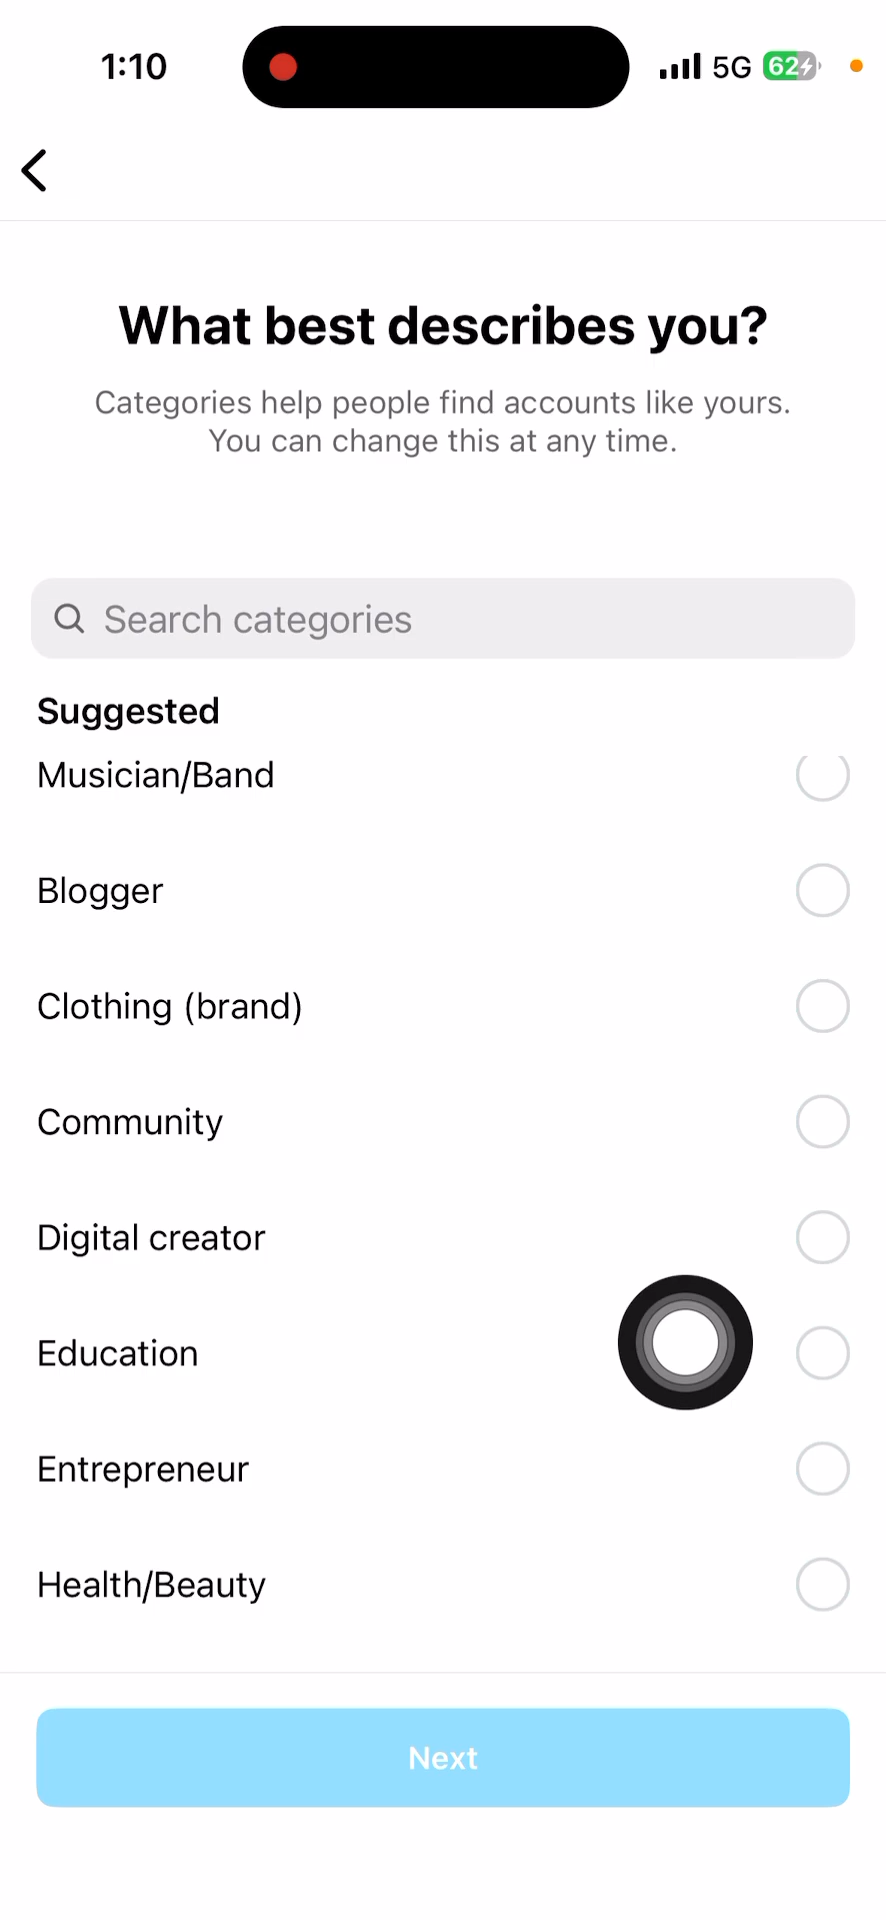 1:10
5G
62
What best describes you?
Categories help people find accounts like yours.
You can change this at any time.
Search categories
Suggested
Musician/Band
Blogger
Clothing (brand)
Community
Digital creator
Education
Entrepreneur
Health/Beauty
Next